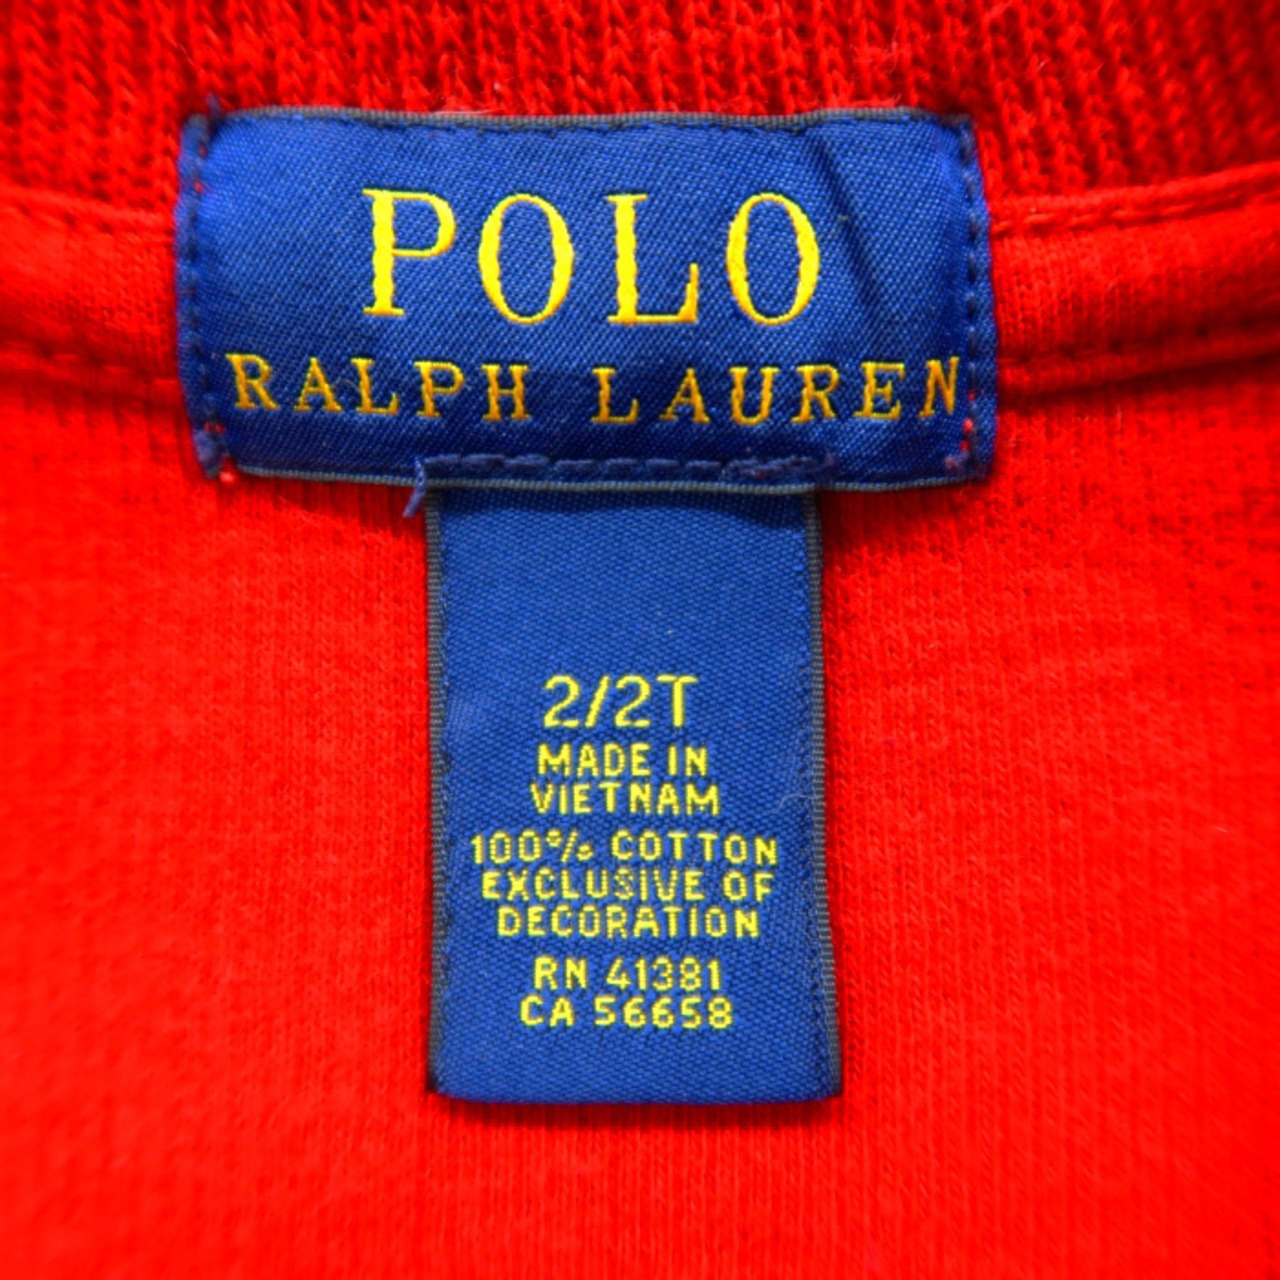 POLO
RALPH LAUREN
2/2T
MADE IN
VIETNAM
100% COTTON
EXCLUSIVE OF
DECORATION
RN 41381
CA 56658